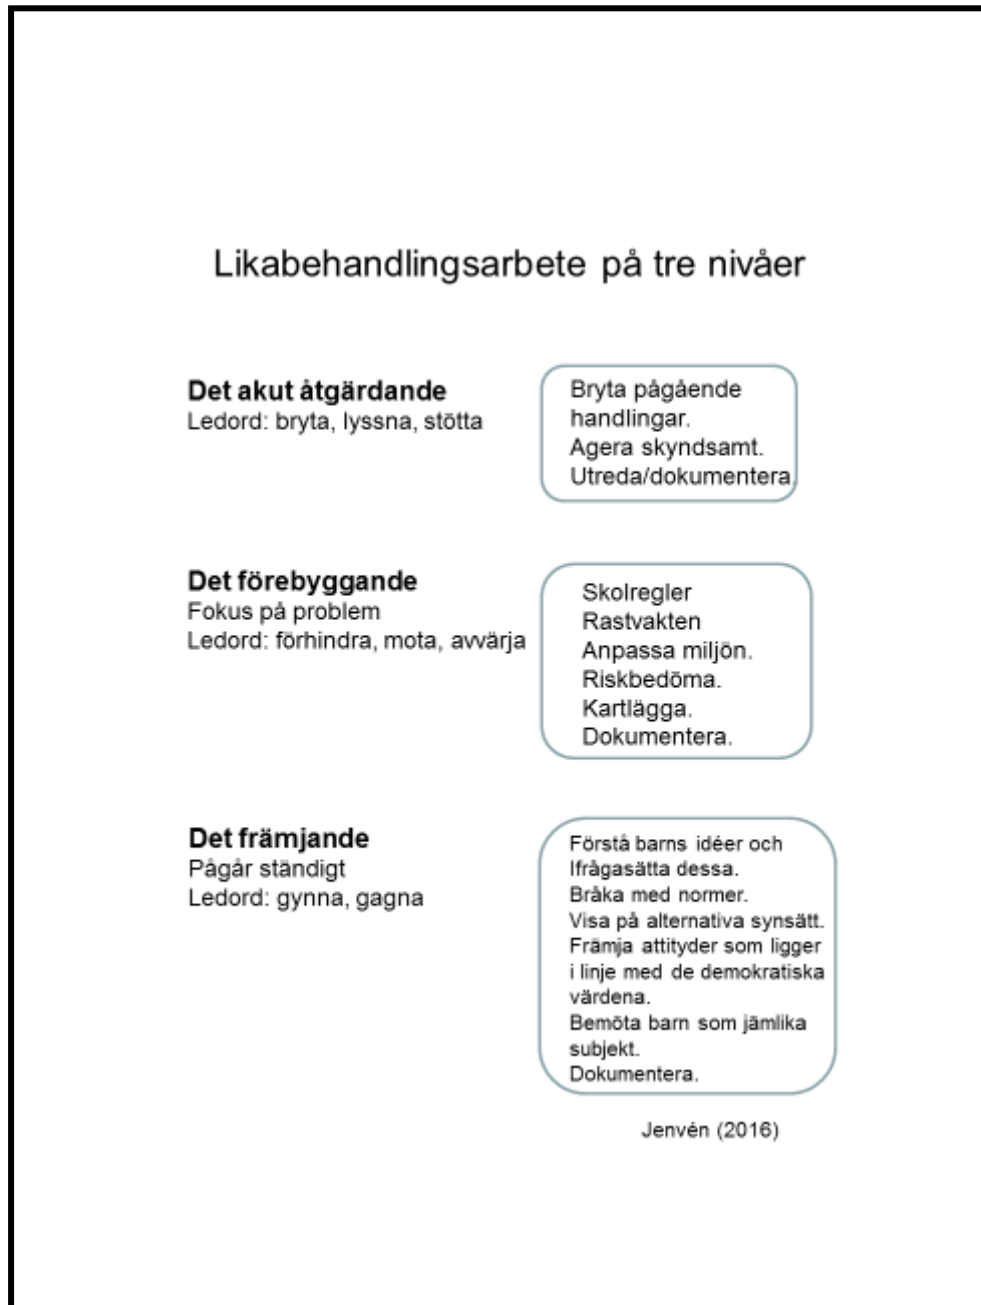 Likabehandlingsarbete på tre nivåer
Det akut åtgärdande
Ledord: bryta, lyssna, stötta
Bryta pågående
handlingar.
Agera skyndsamt.
Utreda/dokumentera.
Det förebyggande
Fokus på problem
Ledord: förhindra, mota, avvärja
Skolregler
Rastvakten
Anpassa miljön.
Riskbedöma.
Kartlägga.
Dokumentera.
Det främjande
Pågår ständigt
Ledord: gynna, gagna
Förstå barns idéer och
Ifrågasätta dessa.
Bråka med normer.
Visa på alternativa synsätt.
Främja attityder som ligger
i linje med de demokratiska
värdena.
Bemöta barn som jämlika
subjekt.
Dokumentera.
Jenvén (2016)